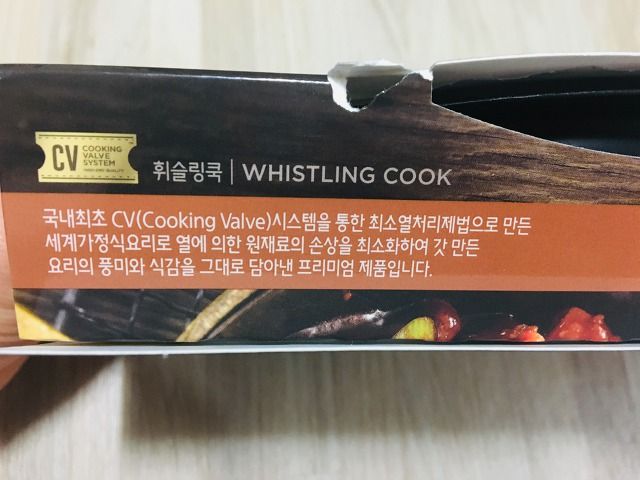 CV COOKING VALVE SYSTEM
휘슬링쿡 | WHISTLING COOK
국내최초 CV(Cooking Valve)시스템을 통한 최소열처리제법으로 만든
세계가정식요리로 열에 의한 원재료의 손상을 최소화하여 갓 만든
요리의 풍미와 식감을 그대로 담아낸 프리미엄 제품입니다.